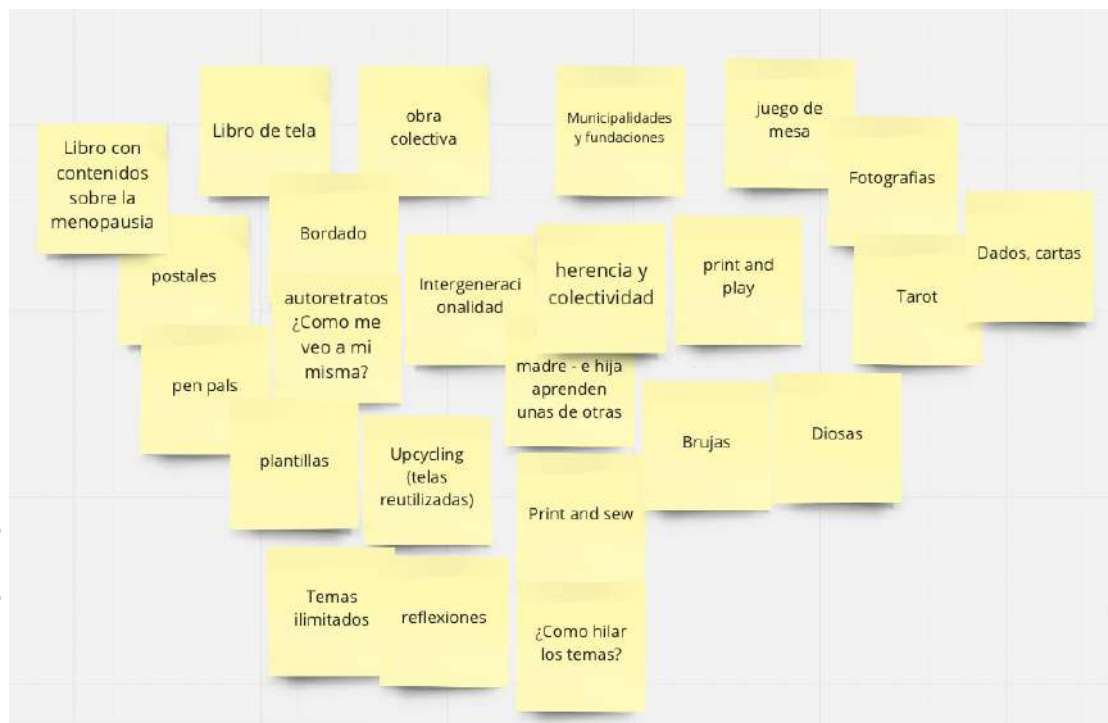 Libro con
contenidos
sobre la
menopausia
Libro de tela
obra
colectiva
Municipalidades
y fundaciones
juego de
mesa
Fotografias
Dados, cartas
postales
Bordado
autoretratos
¿Como me
veo a mi
misma?
Intergeneraci
onalidad
herencia y
colectividad
print and
play
Tarot
pen pals
madre - e hija
aprenden
unas de otras
Brujas
Diosas
plantillas
Upcycling
(telas
reutilizadas)
Print and sew
Temas
ilimitados
reflexiones
¿Como hilar
los temas?